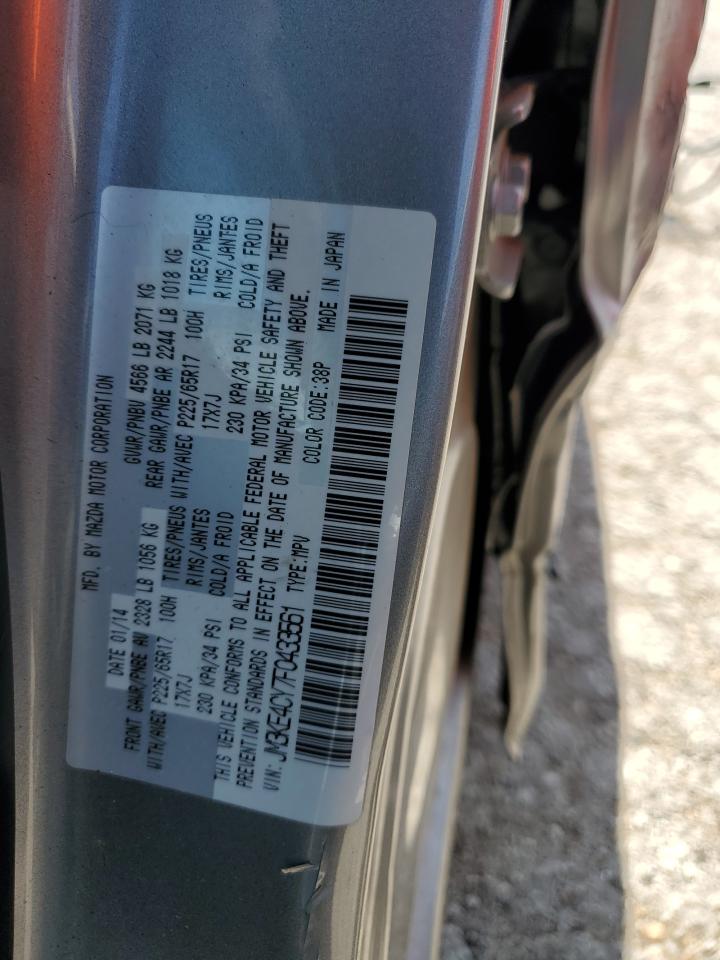 MFD. BY MAZDA MOTOR CORPORATION
DATE 01/14 GVWR/PNBV 4566 LB 2071 KG
FRONT GAWR/PNBE AV 2328 LB 1056 KG REAR GAWR/PNBE AR 2244 LB 1018 KG
WITH/AVEC P225/65R17 100H TIRES/PNEUS WITH/AVEC P225/65R17 100H TIRES/PNEUS
17X7J RIMS/JANTES 17X7J RIMS/JANTES
230 KPA/34 PSI COLD/A FROID 230 KPA/34 PSI COLD/A FROID
THIS VEHICLE CONFORMS TO ALL APPLICABLE FEDERAL MOTOR VEHICLE SAFETY AND THEFT
PREVENTION STANDARDS IN EFFECT ON THE DATE OF MANUFACTURE SHOWN ABOVE.
VIN:JM3KE4CY7F0433561 TYPE:MPV COLOR CODE:38P MADE IN JAPAN